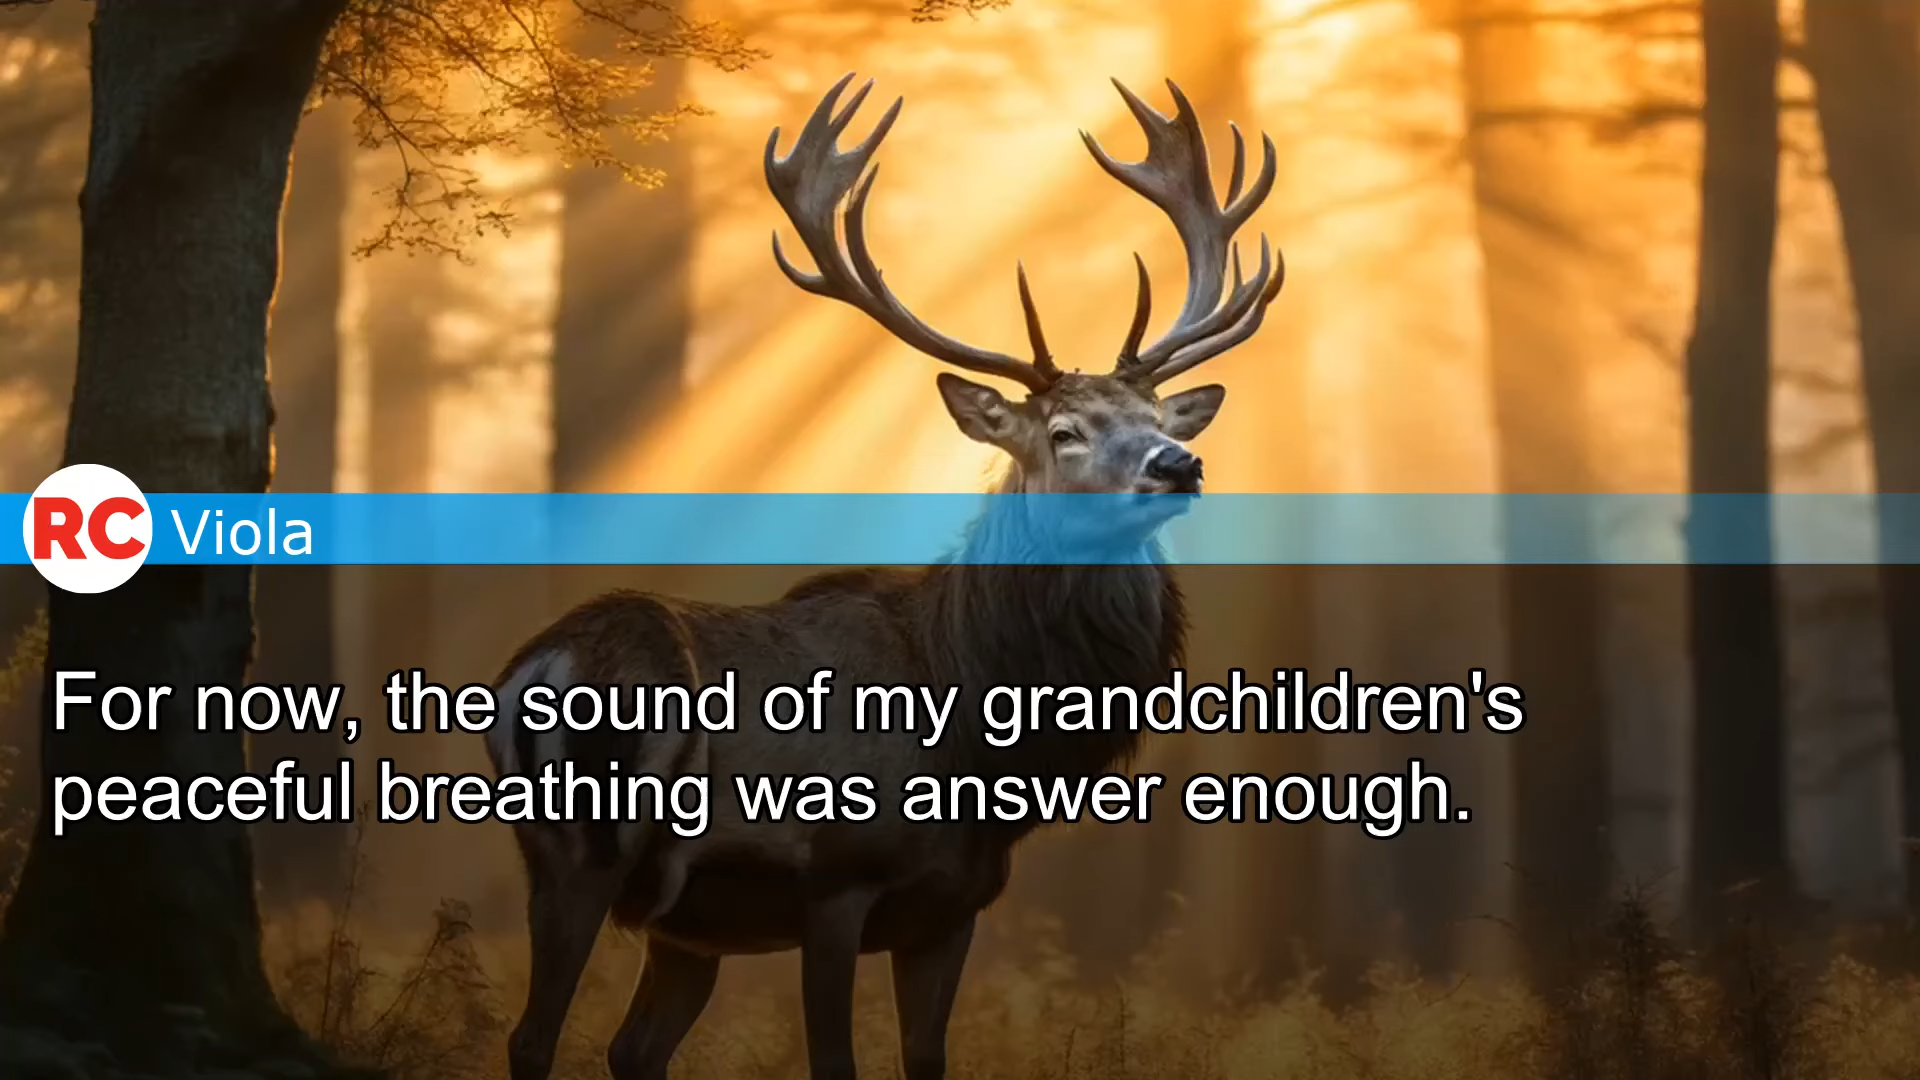 RC Viola
For now, the sound of my grandchildren's
peaceful breathing was answer enough.